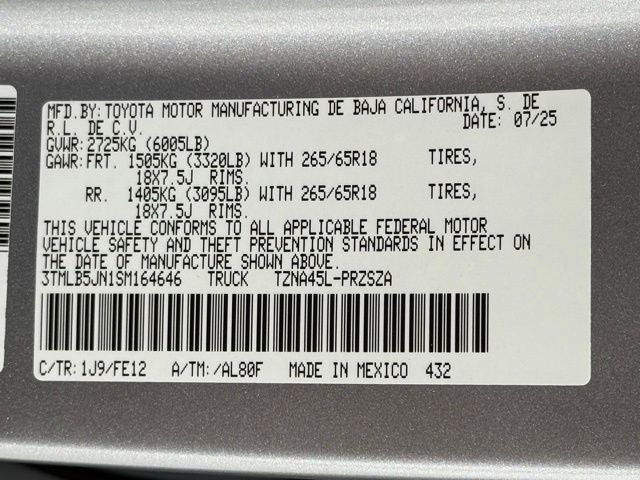 MFD.BY:TOYOTA MOTOR MANUFACTURING DE BAJA CALIFORNIA, S. DE
R.L. DE C.V. DATE: 07/25
GVWR:2725KG (6005LB)
GAWR:FRT. 1505KG (3320LB) WITH 265/65R18 TIRES,
18X7.5J RIMS.
RR. 1405KG (3095LB) WITH 265/65R18 TIRES,
18X7.5J RIMS.
THIS VEHICLE CONFORMS TO ALL APPLICABLE FEDERAL MOTOR
VEHICLE SAFETY AND THEFT PREVENTION STANDARDS IN EFFECT ON
THE DATE OF MANUFACTURE SHOWN ABOVE.
3TMLB5JN1SM164646 TRUCK TZNA45L-PRZSZA
C/TR:1J9/FE12 A/TM:/AL80F MADE IN MEXICO 432